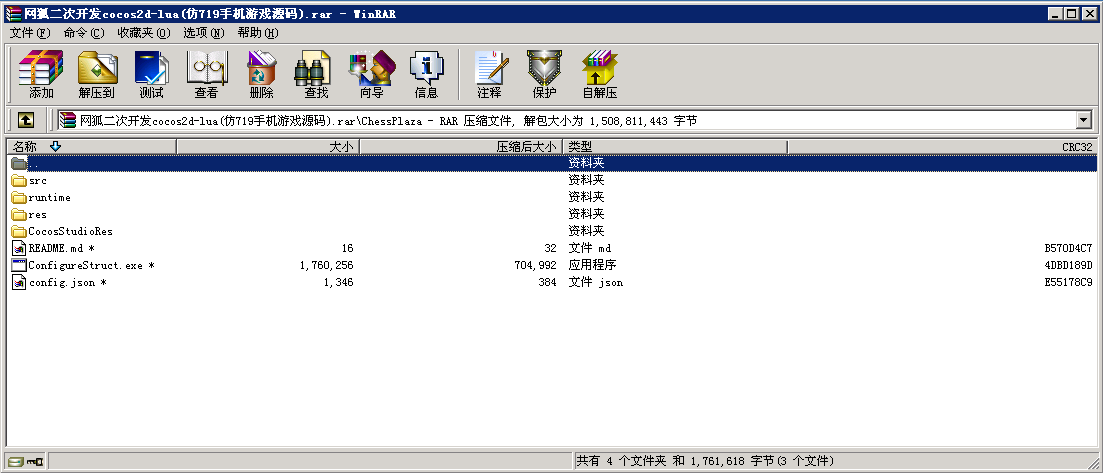 网狐二次开发cocos2d-lua(仿719手机游戏源码).rar - WinRAR
文件(F) 命令(C) 收藏夹(O) 选项(N) 帮助(H)
添加 解压到 测试 查看 删除 查找 向导 信息 注释 保护 自解压
网狐二次开发cocos2d-lua(仿719手机游戏源码).rar\ChessPlaza - RAR 压缩文件, 解包大小为 1,508,811,443 字节
名称 大小 压缩后大小 类型 CRC32
.. 资料夹
src 资料夹
runtime 资料夹
res 资料夹
CocosStudioRes 资料夹
README.md * 16 32 文件 md B570D4C7
ConfigureStruct.exe * 1,760,256 704,992 应用程序 4DBD189D
config.json * 1,346 384 文件 json E55178C9
共有 4 个文件夹 和 1,761,618 字节(3 个文件)